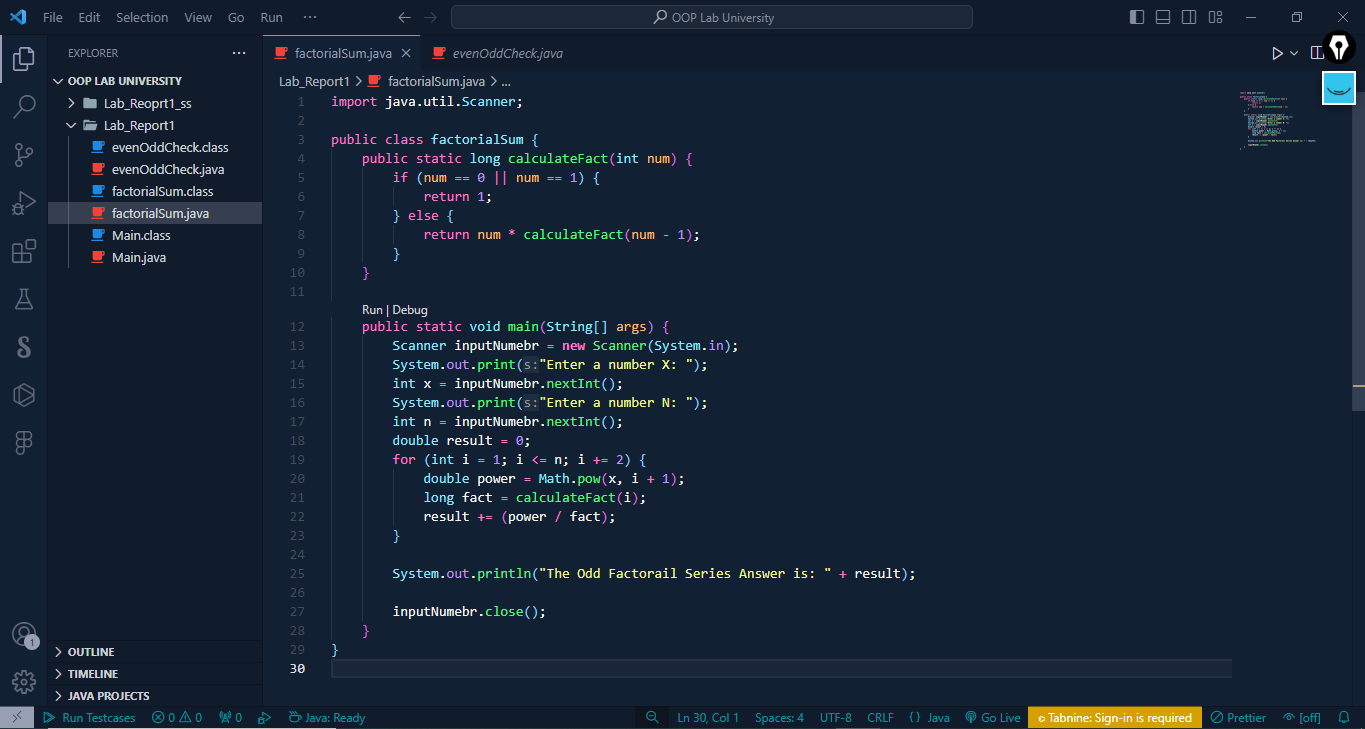 File Edit Selection View Go Run ··· OOP Lab University
EXPLORER ···
OOP LAB UNIVERSITY
Lab_Reoprt1_ss
Lab_Report1
evenOddCheck.class
evenOddCheck.java
factorialSum.class
factorialSum.java
Main.class
Main.java
OUTLINE
TIMELINE
JAVA PROJECTS
factorialSum.java evenOddCheck.java
Lab_Report1 > factorialSum.java > ...
1 import java.util.Scanner;
2
3 public class factorialSum {
4 public static long calculateFact(int num) {
5 if (num == 0 || num == 1) {
6 return 1;
7 } else {
8 return num * calculateFact(num - 1);
9 }
10 }
11
Run | Debug
12 public static void main(String[] args) {
13 Scanner inputNumebr = new Scanner(System.in);
14 System.out.print(s:"Enter a number X: ");
15 int x = inputNumebr.nextInt();
16 System.out.print(s:"Enter a number N: ");
17 int n = inputNumebr.nextInt();
18 double result = 0;
19 for (int i = 1; i <= n; i += 2) {
20 double power = Math.pow(x, i + 1);
21 long fact = calculateFact(i);
22 result += (power / fact);
23 }
24
25 System.out.println("The Odd Factorail Series Answer is: " + result);
26
27 inputNumebr.close();
28 }
29 }
30
1
Run Testcases 0 0 0 Java: Ready Ln 30, Col 1 Spaces: 4 UTF-8 CRLF {} Java Go Live Tabnine: Sign-in is required Prettier [off]